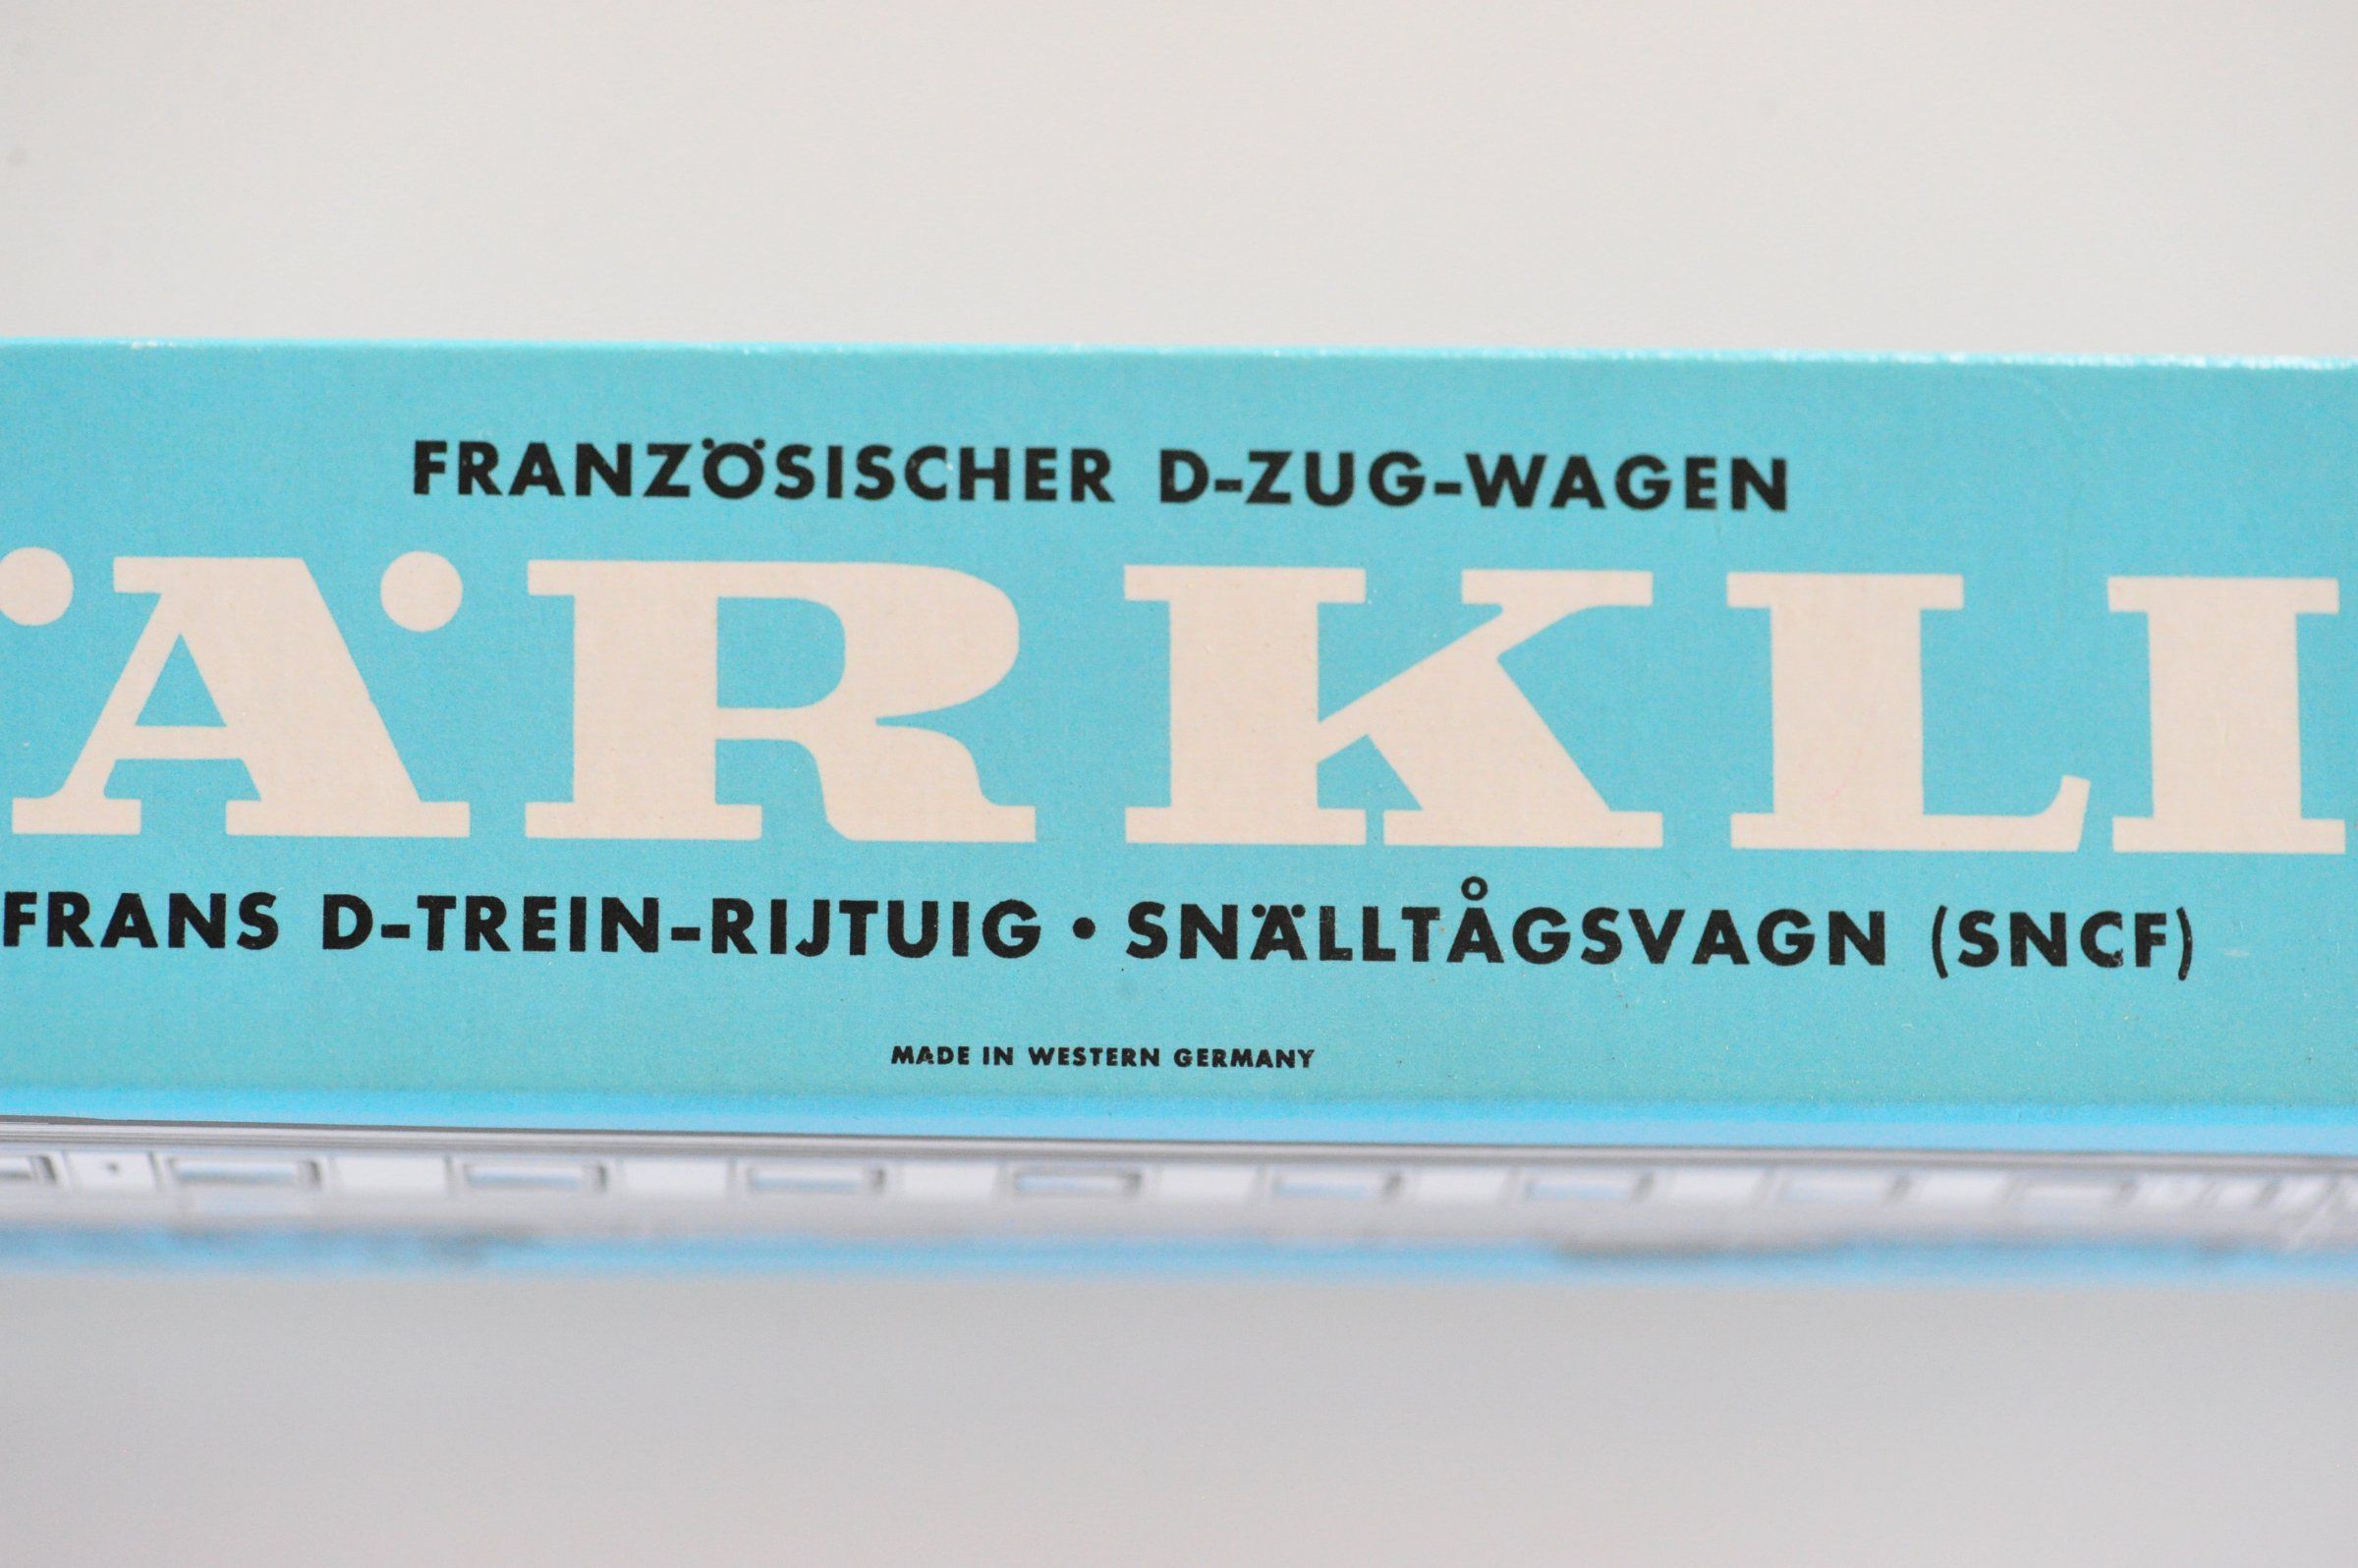 FRANZÖSISCHER D-ZUG-WAGEN
ÄRKLI
FRANS D-TREIN-RIJTUIG • SNÄLLTÅGSVAGN (SNCF)
MADE IN WESTERN GERMANY